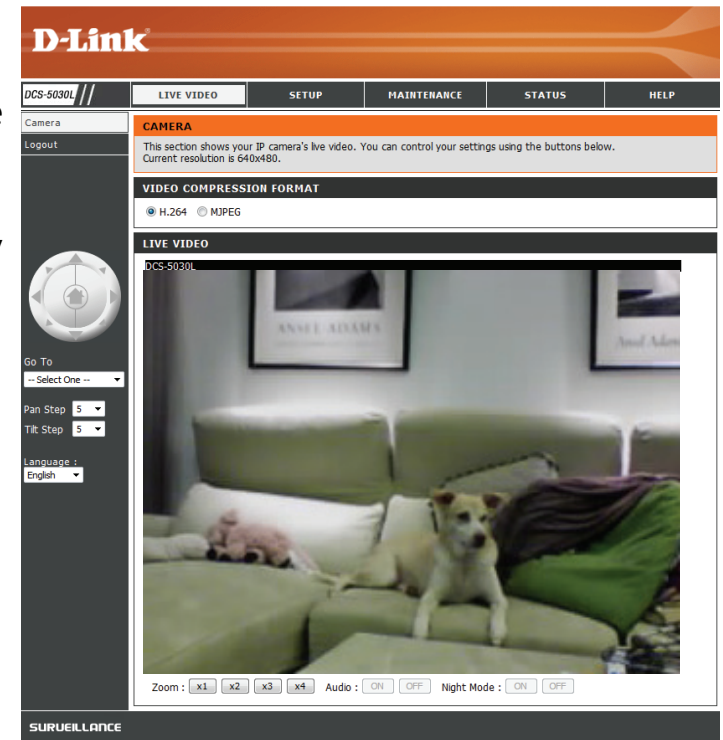 D-Link
DCS-5030L // LIVE VIDEO SETUP MAINTENANCE STATUS HELP
Camera
Logout
CAMERA
This section shows your IP camera's live video. You can control your settings using the buttons below.
Current resolution is 640x480.
VIDEO COMPRESSION FORMAT
H.264 MJPEG
LIVE VIDEO
DCS-5030L
ANSEL ADAMS
Ansel Adams
Go To
-- Select One --
Pan Step 5
Tilt Step 5
Language :
English
Zoom : x1 x2 x3 x4 Audio : ON OFF Night Mode : ON OFF
SURVEILLANCE